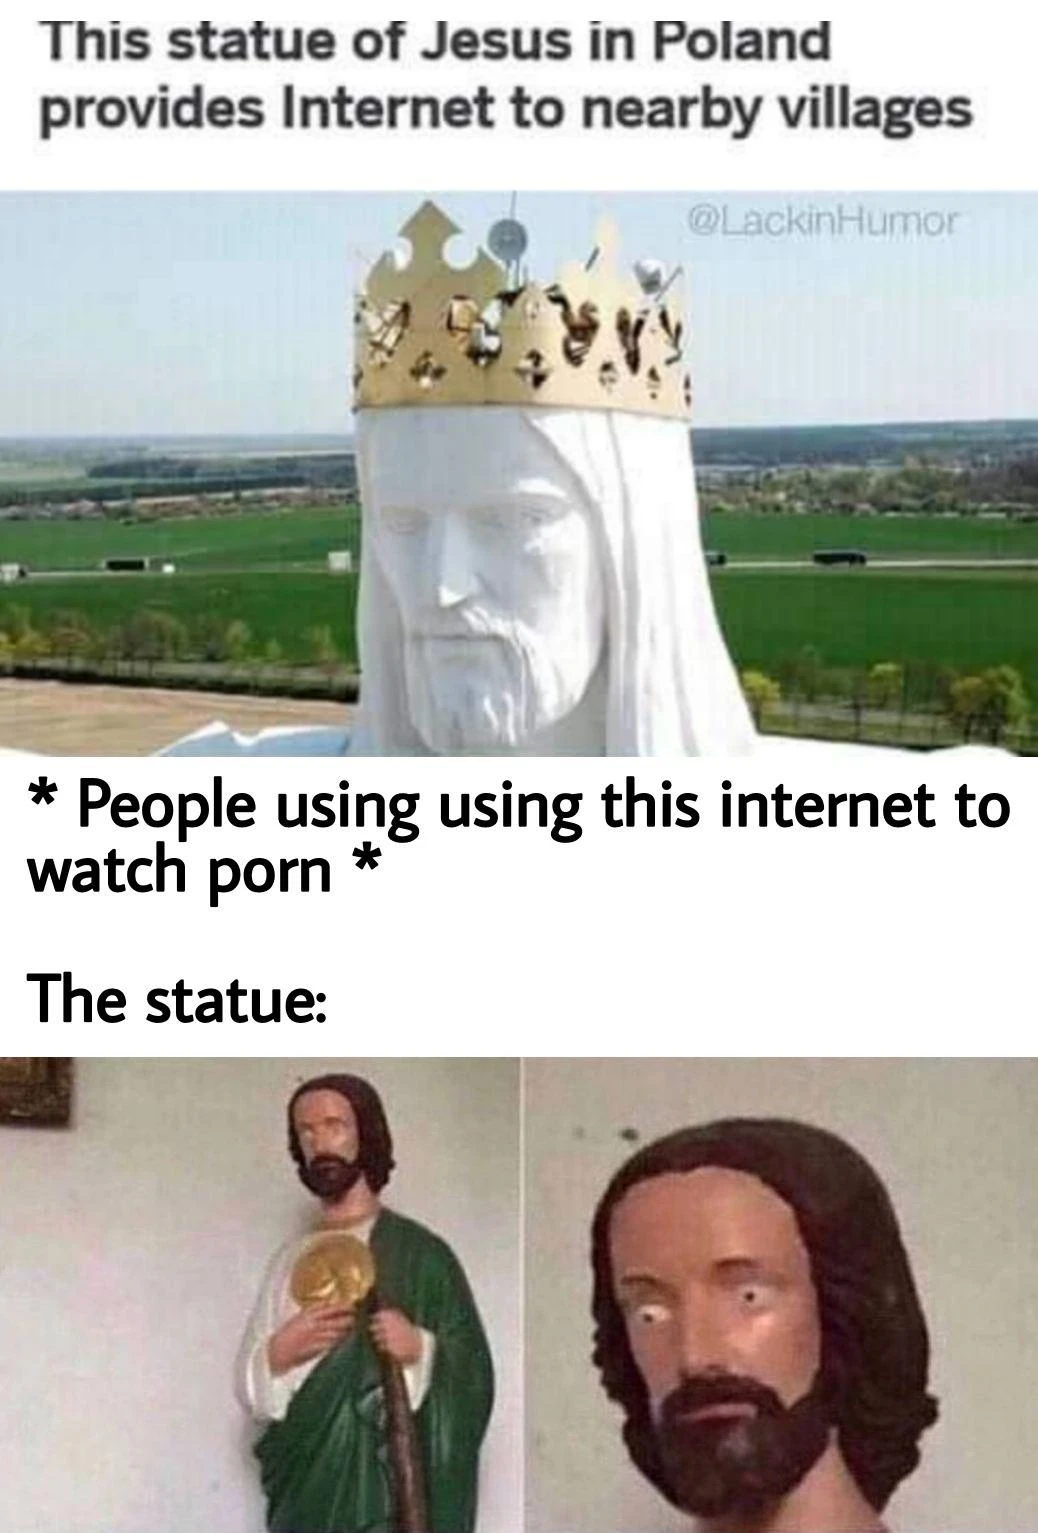 This statue of Jesus in Poland
provides Internet to nearby villages
@LackinHumor
* People using using this internet to
watch porn *
The statue: